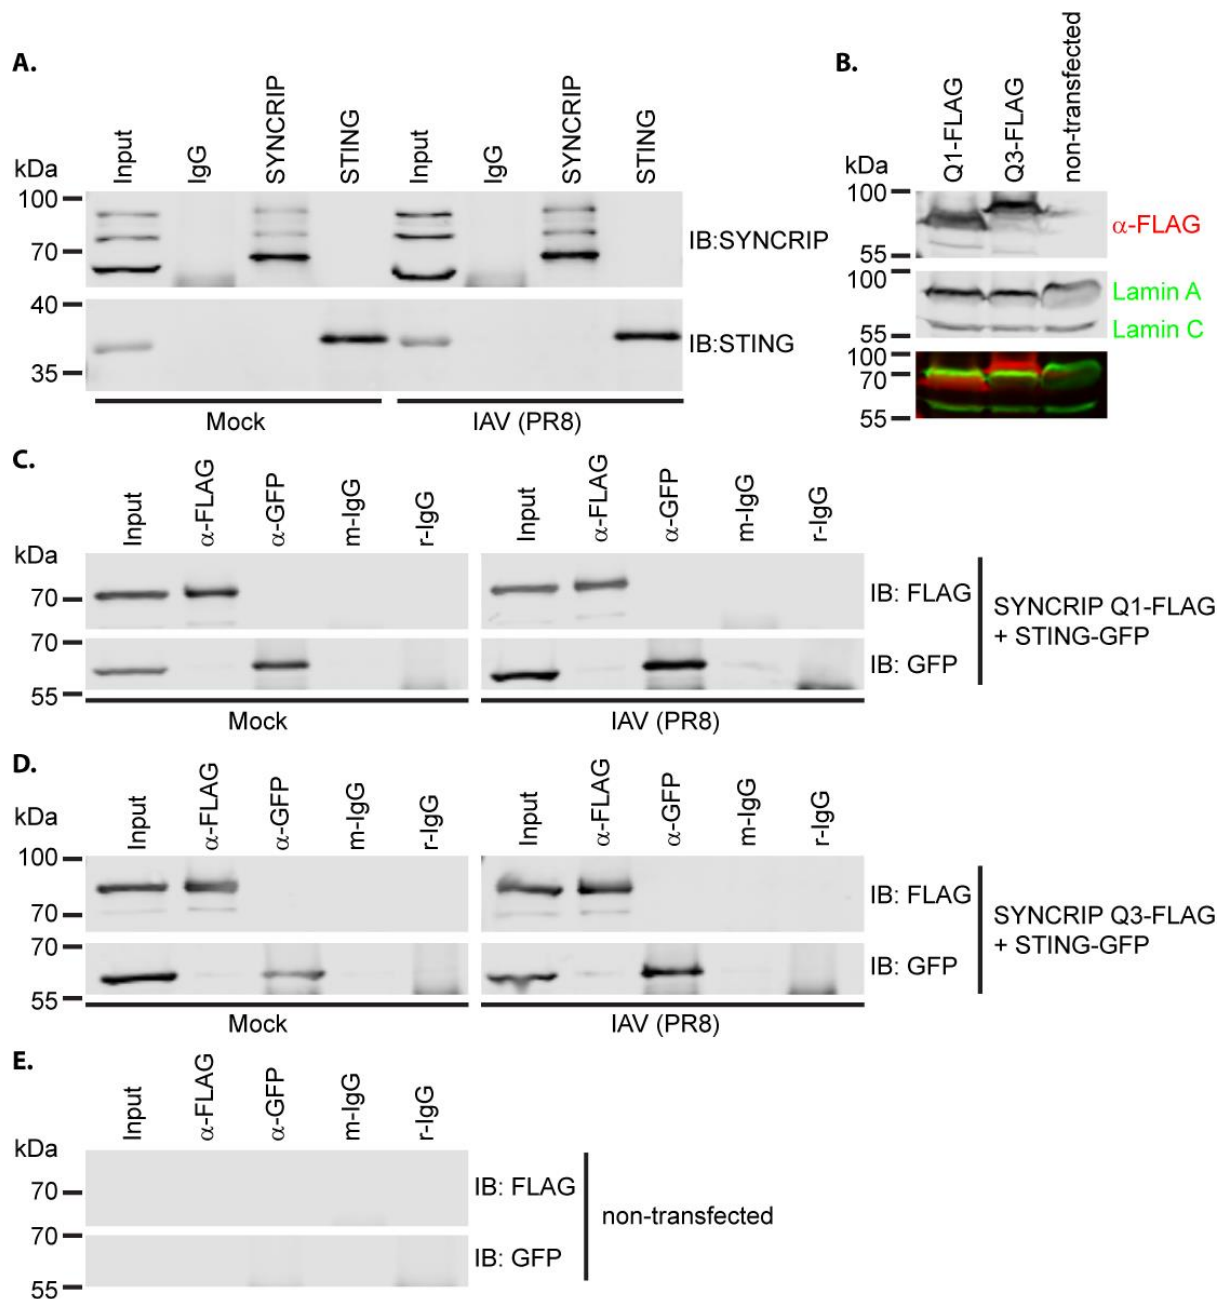 A.
kDa
Input
IgG
SYNCRIP
STING
Input
IgG
SYNCRIP
STING
100
70
IB:SYNCRIP
40
35
IB:STING
Mock
IAV (PR8)
B.
kDa
Q1-FLAG
Q3-FLAG
non-transfected
100
55
α-FLAG
100
55
Lamin A
Lamin C
100
70
55
C.
kDa
Input
α-FLAG
α-GFP
m-IgG
r-IgG
Input
α-FLAG
α-GFP
m-IgG
r-IgG
70
IB: FLAG
70
55
IB: GFP
SYNCRIP Q1-FLAG
+ STING-GFP
Mock
IAV (PR8)
D.
kDa
Input
α-FLAG
α-GFP
m-IgG
r-IgG
Input
α-FLAG
α-GFP
m-IgG
r-IgG
100
70
IB: FLAG
70
55
IB: GFP
SYNCRIP Q3-FLAG
+ STING-GFP
Mock
IAV (PR8)
E.
kDa
Input
α-FLAG
α-GFP
m-IgG
r-IgG
70
IB: FLAG
70
55
IB: GFP
non-transfected